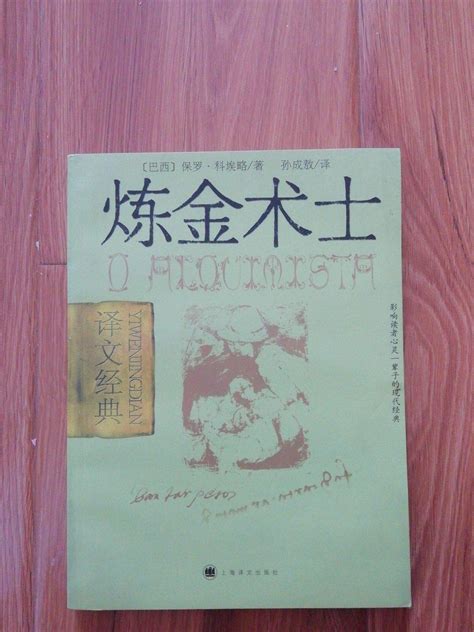 〔巴西〕保罗·科埃略/著 孙成敖/译
炼金术士
O ALQUIMISTA
译文经典
YIWENJINGDIAN
影响读者心灵一辈子的现代经典
上海译文出版社